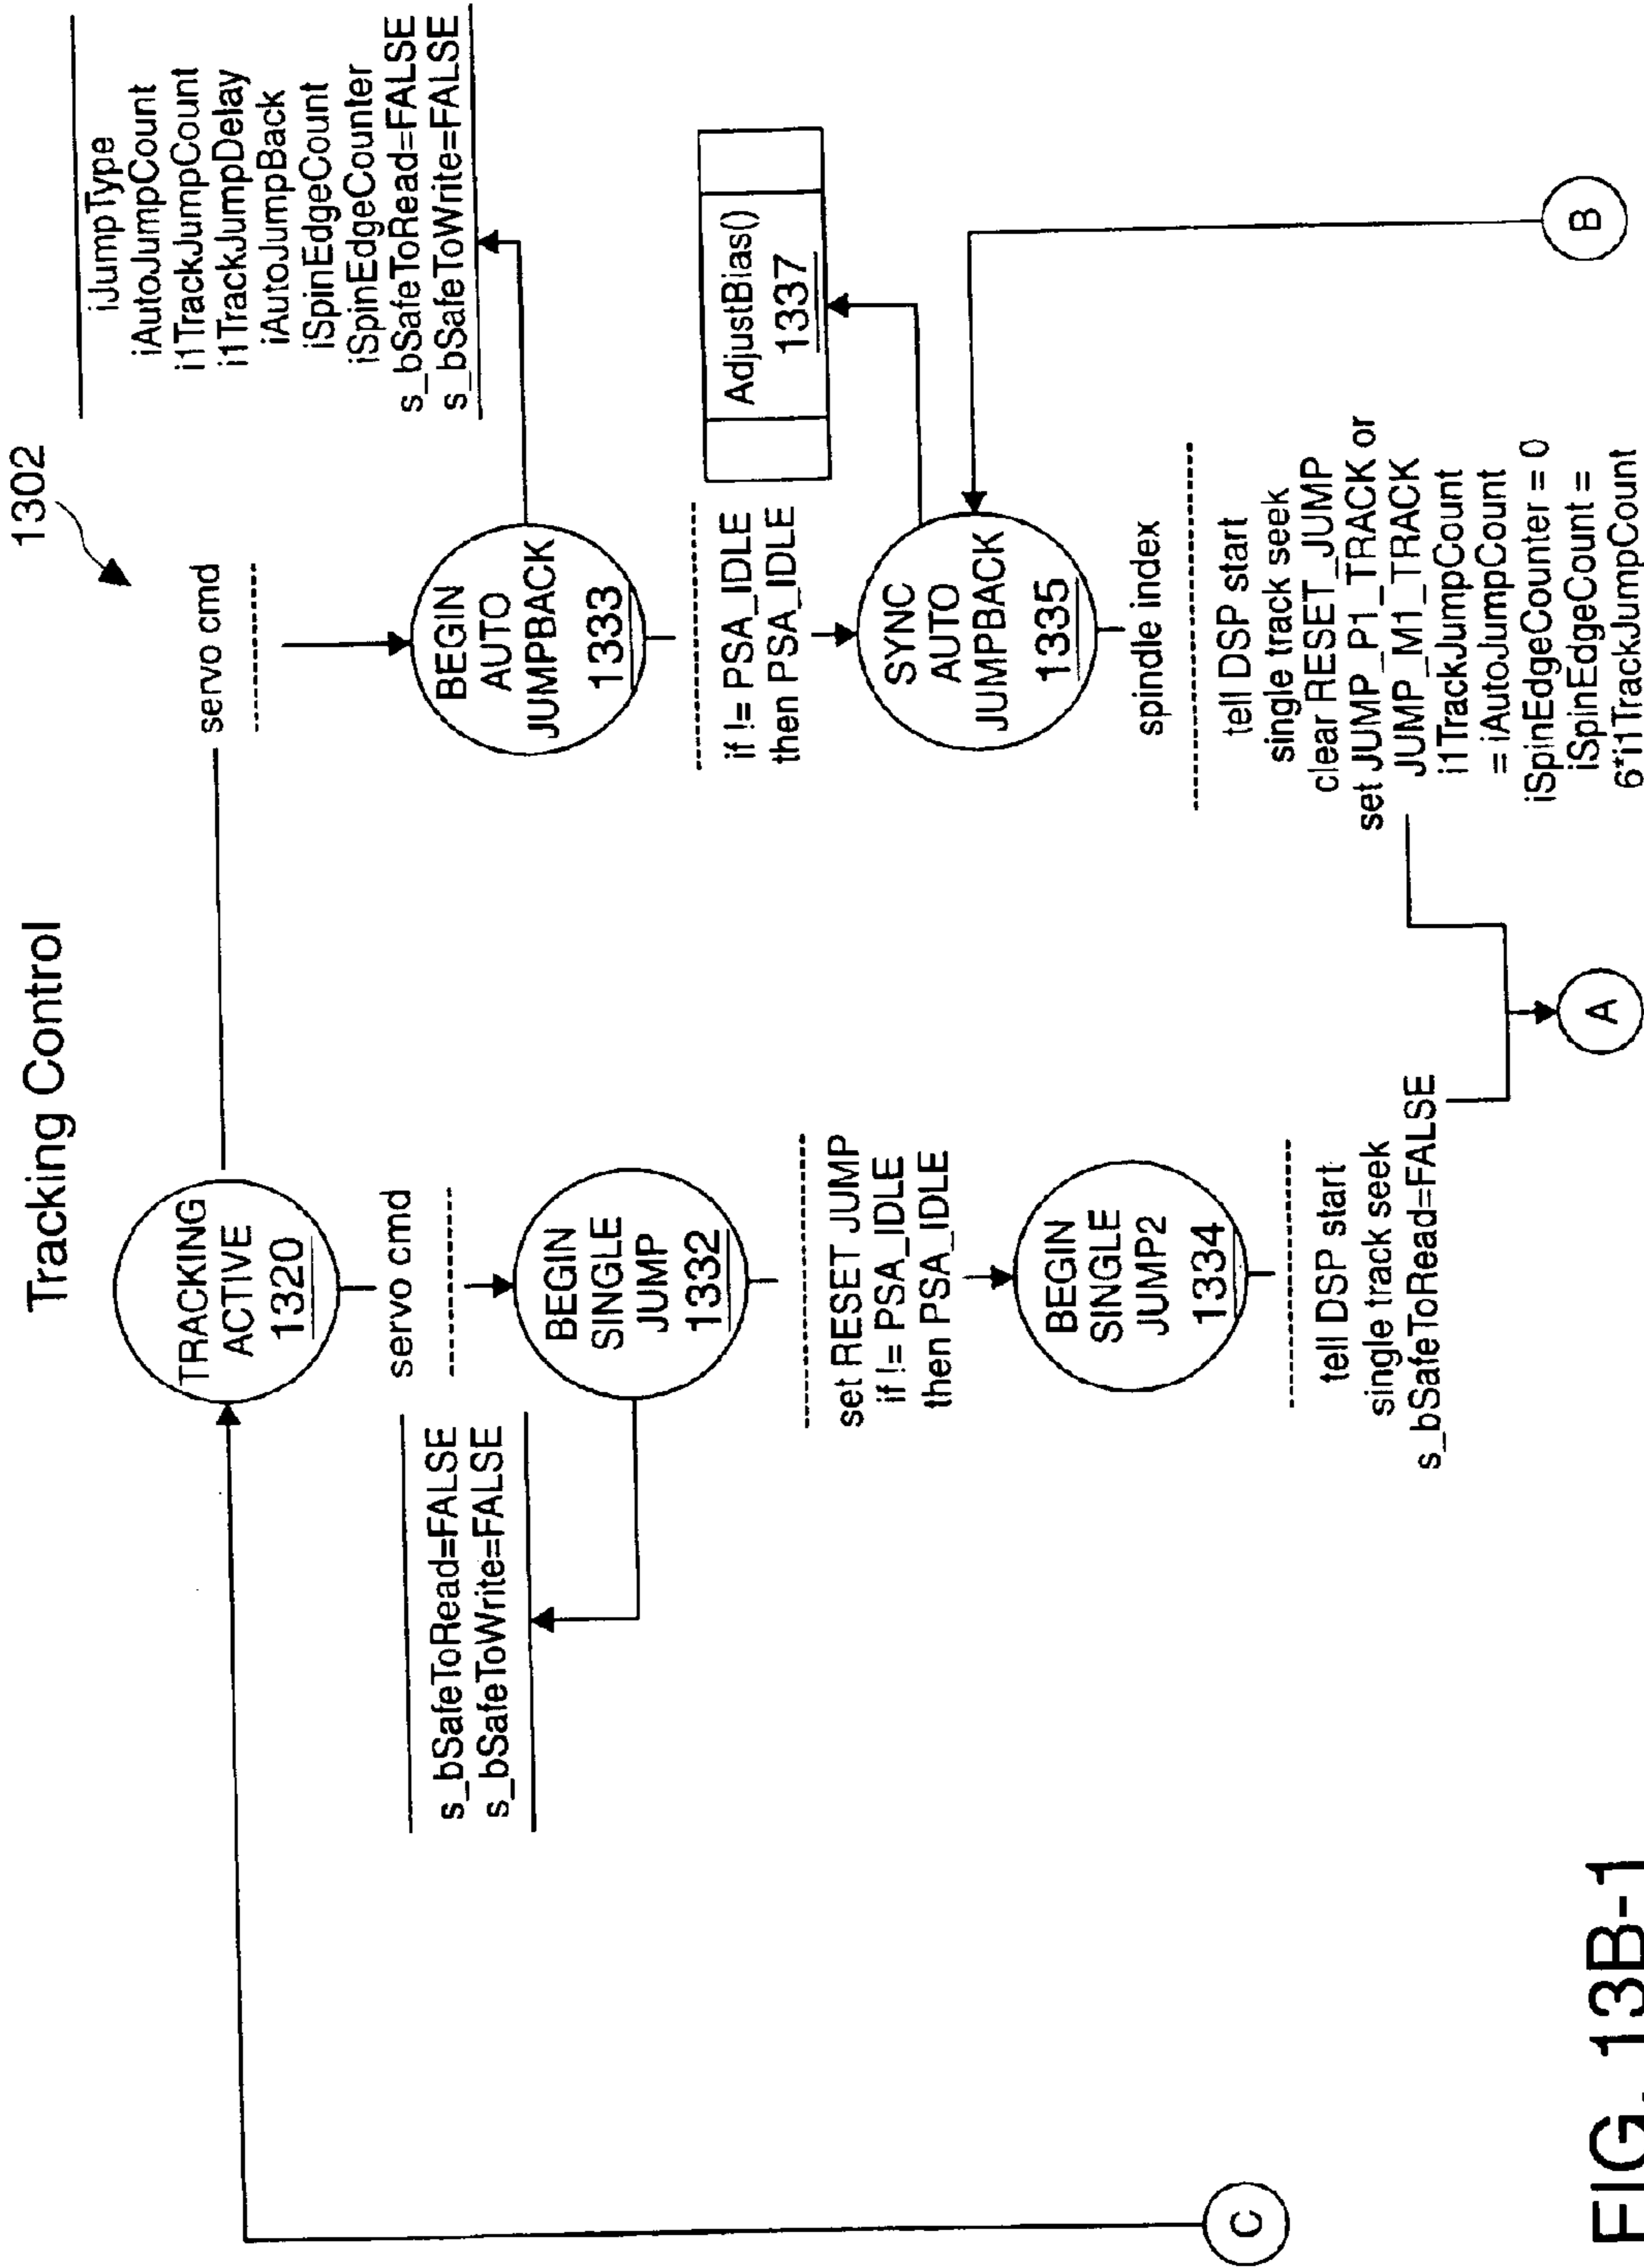 Tracking Control
1302
TRACKING
ACTIVE
1320
servo cmd
servo cmd
iJumpType
iAutoJumpCount
i1TrackJumpCount
i1TrackJumpDelay
iAutoJumpBack
iSpinEdgeCount
iSpinEdgeCounter
s_bSafeToRead=FALSE
s_bSafeToWrite=FALSE
s_bSafeToRead=FALSE
s_bSafeToWrite=FALSE
BEGIN
SINGLE
JUMP
1332
BEGIN
AUTO
JUMPBACK
1333
set RESET JUMP
if != PSA_IDLE
then PSA_IDLE
if != PSA_IDLE
then PSA_IDLE
AdjustBias()
1337
BEGIN
SINGLE
JUMP2
1334
SYNC
AUTO
JUMPBACK
1335
spindle index
tell DSP start
single track seek
s_bSafeToRead=FALSE
tell DSP start
single track seek
clear RESET_JUMP
set JUMP_P1_TRACK or
JUMP_M1_TRACK
i1TrackJumpCount
= iAutoJumpCount
iSpinEdgeCounter = 0
iSpinEdgeCount =
6*i1TrackJumpCount
C
A
B
FIG. 13B-1